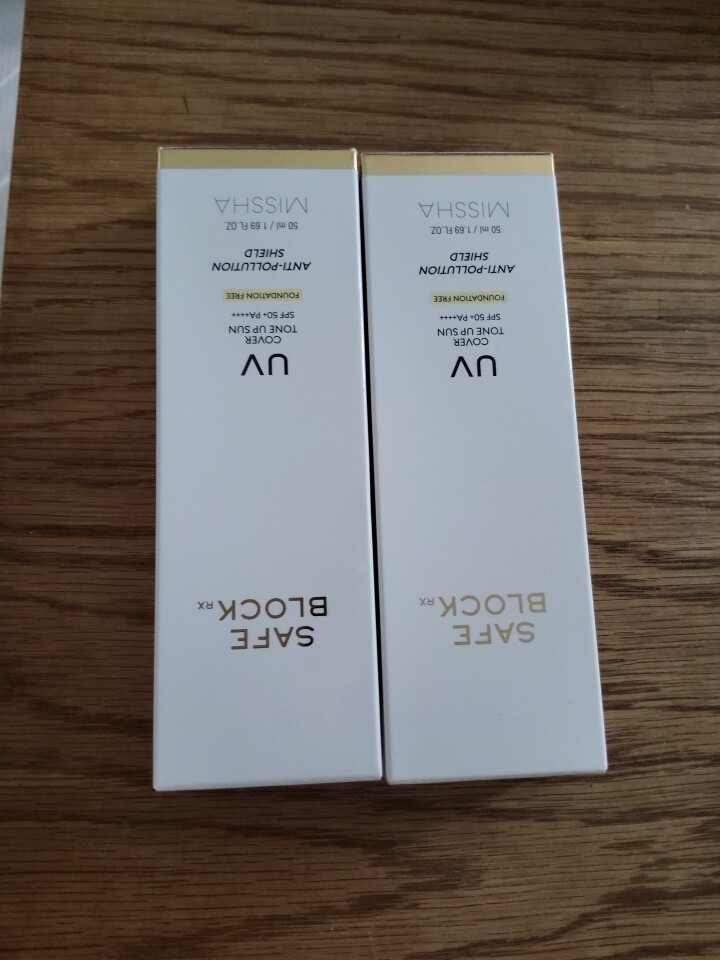 SAFE
BLOCK RX
UV
COVER
TONE UP SUN
SPF 50+ PA++++
FOUNDATION FREE
ANTI-POLLUTION
SHIELD
50 ml / 1.69 FL.OZ.
MISSHA
SAFE
BLOCK RX
UV
COVER
TONE UP SUN
SPF 50+ PA++++
FOUNDATION FREE
ANTI-POLLUTION
SHIELD
50 ml / 1.69 FL.OZ.
MISSHA